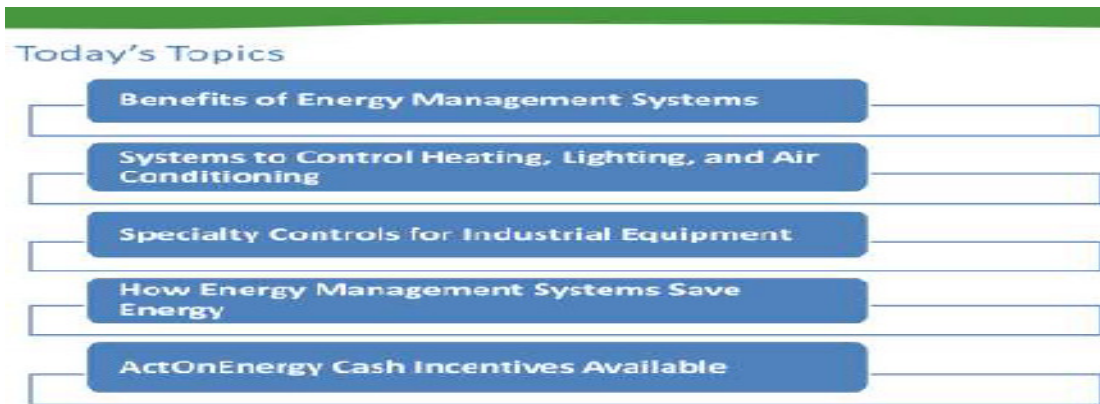 Today's Topics
Benefits of Energy Management Systems
Systems to Control Heating, Lighting, and Air
Conditioning
Specialty Controls for Industrial Equipment
How Energy Management Systems Save
Energy
ActOnEnergy Cash Incentives Available